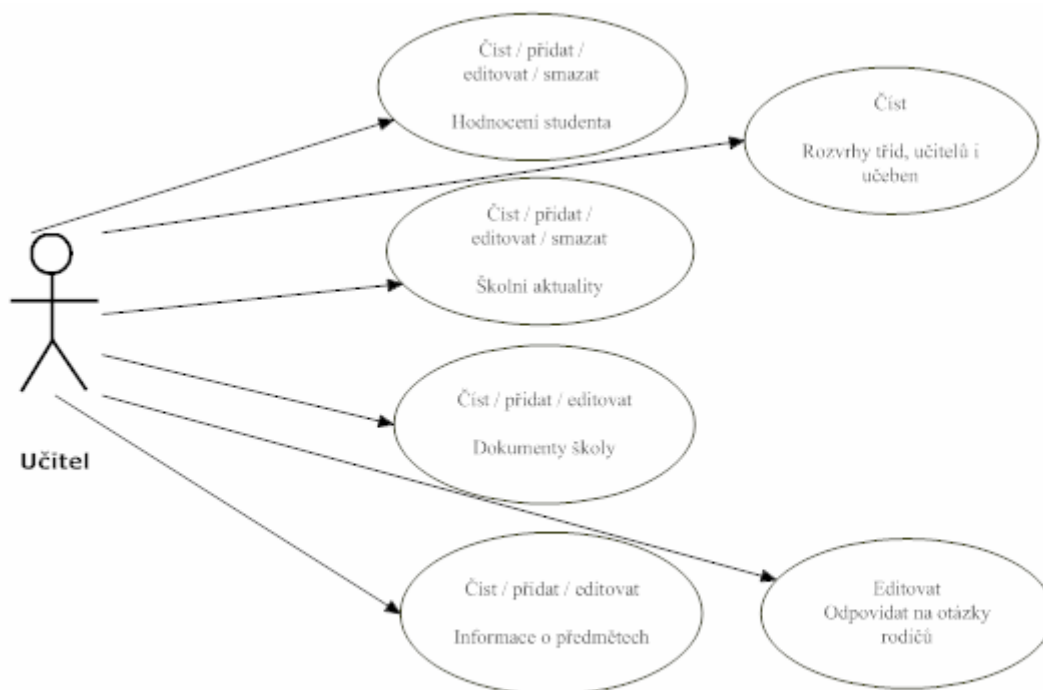 Číst / přidat /
editovat / smazat
Hodnocení studenta
Číst
Rozvrhy tříd, učitelů i
učeben
Číst / přidat /
editovat / smazat
Školní aktuality
Číst / přidat / editovat
Dokumenty školy
Učitel
Číst / přidat / editovat
Informace o předmětech
Editovat
Odpovídat na otázky
rodičů